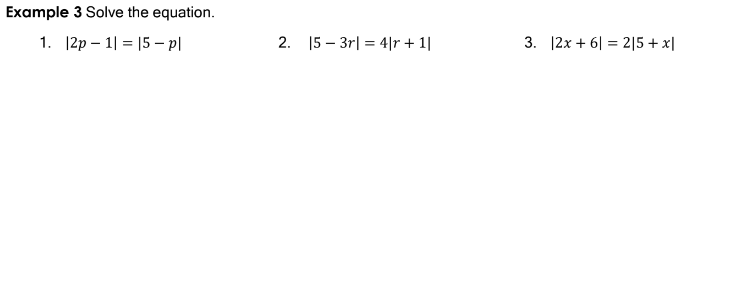 Example 3 Solve the equation.
1. |2p – 1| = |5 – p| 2. |5 – 3r| = 4|r + 1| 3. |2x + 6| = 2|5 + x|